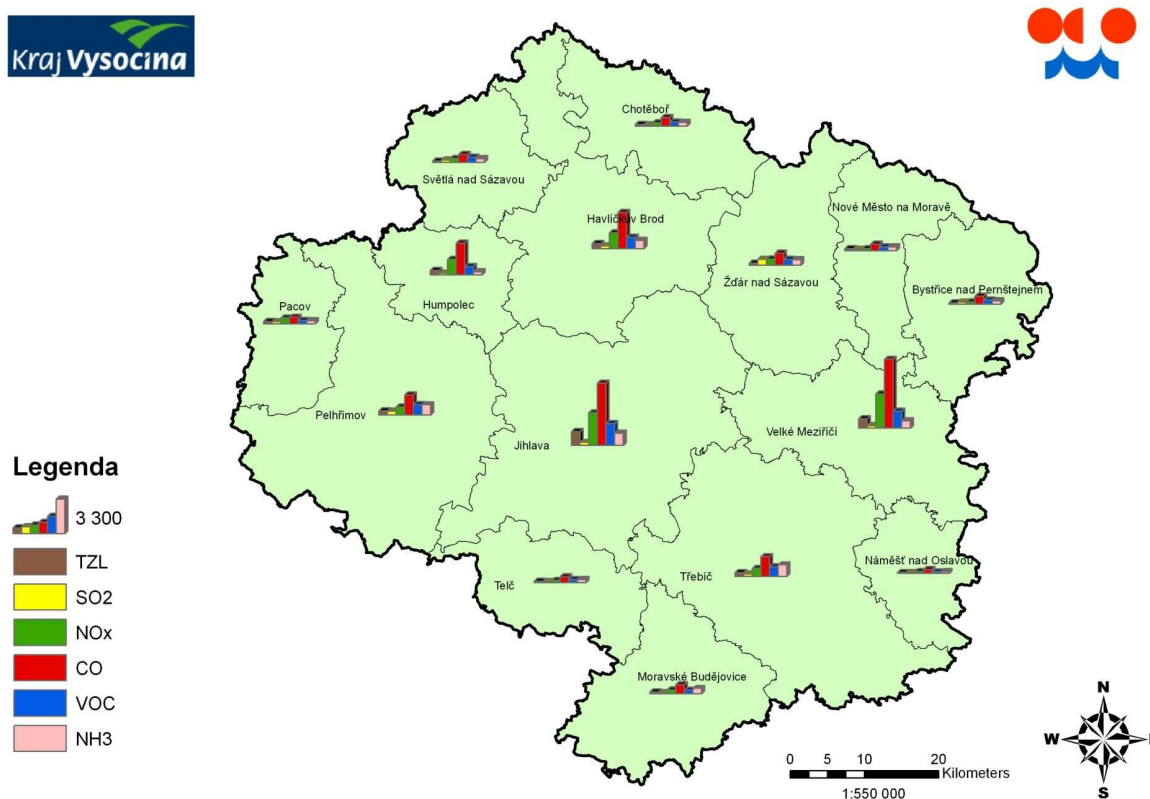 Kraj Vysočina
Chotěboř
Světlá nad Sázavou
Nové Město na Moravě
Havlíčkův Brod
Žďár nad Sázavou
Bystřice nad Pernštejnem
Humpolec
Pacov
Pelhřimov
Jihlava
Velké Meziříčí
Náměšť nad Oslavou
Třebíč
Telč
Moravské Budějovice
Legenda
3 300
TZL
SO2
NOx
CO
VOC
NH3
0 5 10 20
Kilometers
1:550 000
N
W E
S